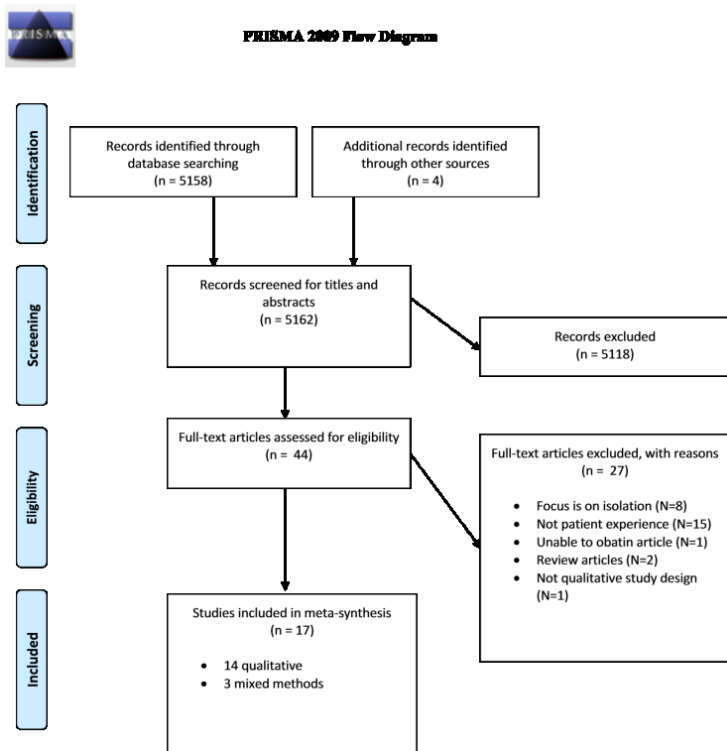 PRISMA
PRISMA 2009 Flow Diagram
Identification
Records identified through
database searching
(n = 5158)
Additional records identified
through other sources
(n = 4)
Screening
Records screened for titles and
abstracts
(n = 5162)
Records excluded
(n = 5118)
Eligibility
Full-text articles assessed for eligibility
(n = 44)
Full-text articles excluded, with reasons
(n = 27)
• Focus is on isolation (N=8)
• Not patient experience (N=15)
• Unable to obatin article (N=1)
• Review articles (N=2)
• Not qualitative study design
(N=1)
Included
Studies included in meta-synthesis
(n = 17)
• 14 qualitative
• 3 mixed methods